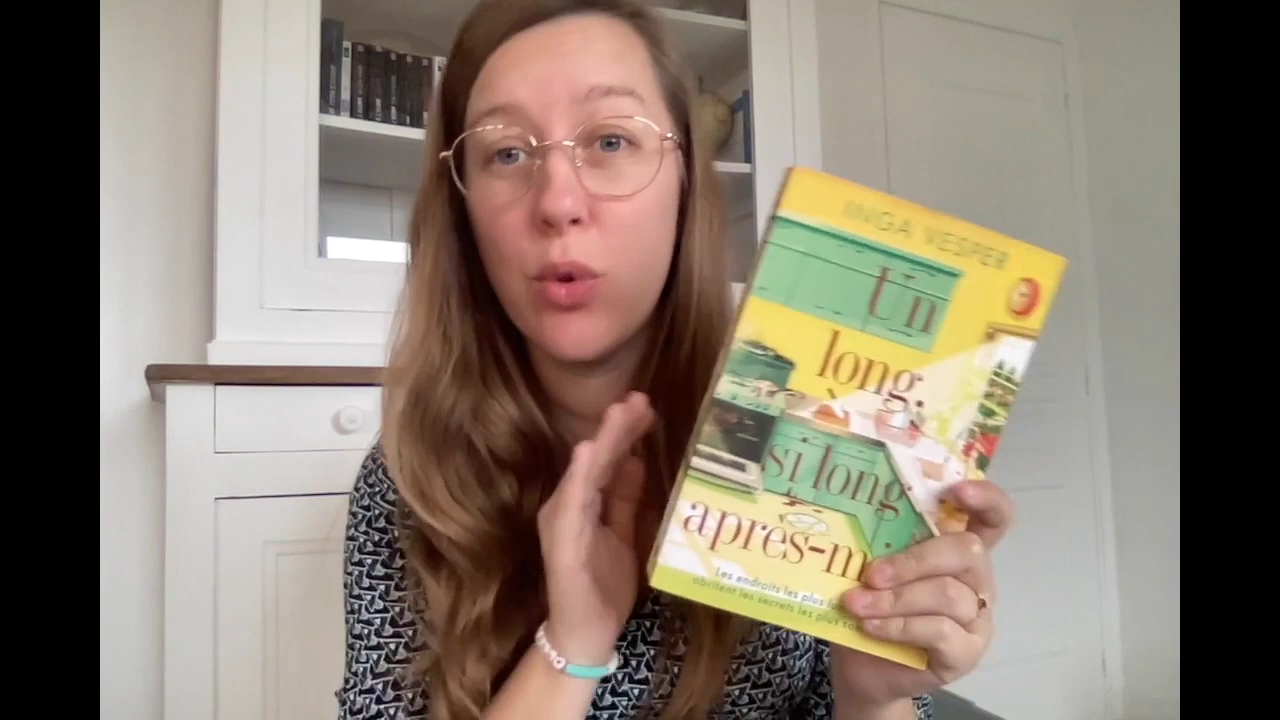 INGA VESPER
Un
long,
si long
après-m
Les endroits les plus
abritent les secrets les plus